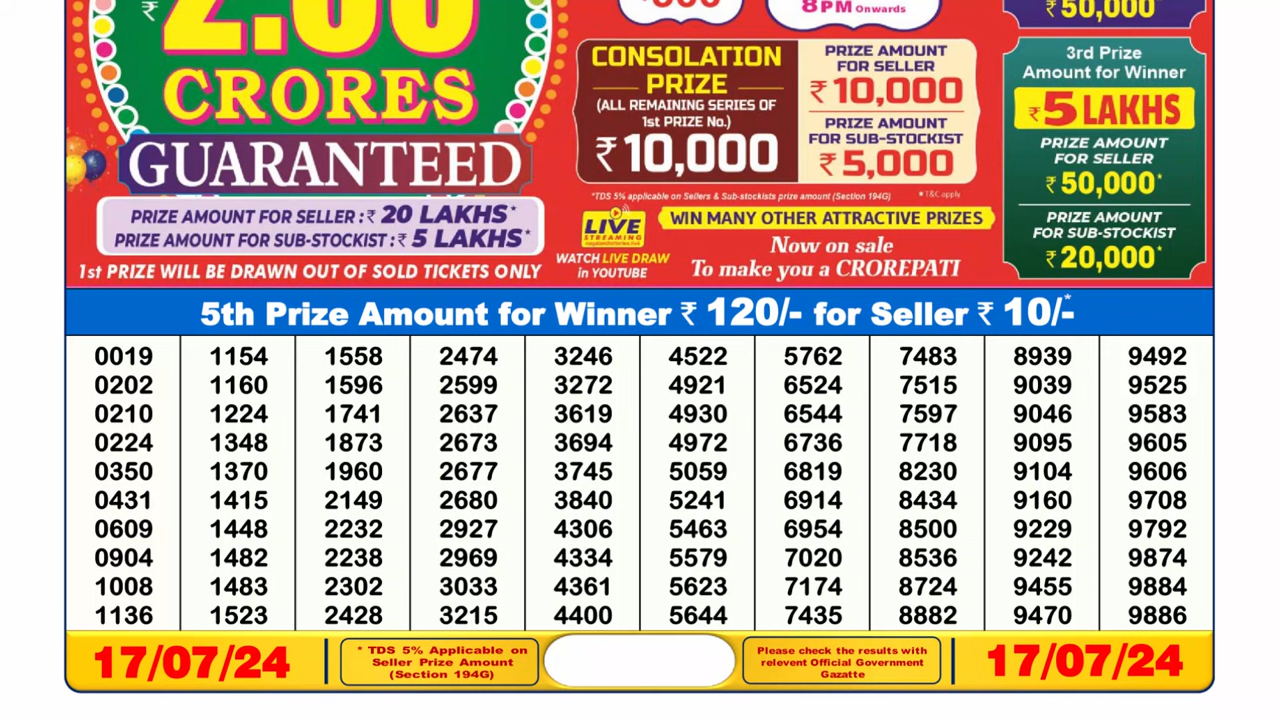 ₹ 2.00
CRORES
GUARANTEED
PRIZE AMOUNT FOR SELLER :₹ 20 LAKHS*
PRIZE AMOUNT FOR SUB-STOCKIST :₹ 5 LAKHS*
1st PRIZE WILL BE DRAWN OUT OF SOLD TICKETS ONLY
8PM Onwards
CONSOLATION
PRIZE
(ALL REMAINING SERIES OF
1st PRIZE No.)
₹10,000
PRIZE AMOUNT
FOR SELLER
₹10,000
PRIZE AMOUNT
FOR SUB-STOCKIST
₹5,000
*TDS 5% applicable on Sellers & Sub-stockists prize amount (Section 194G)
*T&C apply
LIVE
STREAMING
WATCH LIVE DRAW
in YOUTUBE
WIN MANY OTHER ATTRACTIVE PRIZES
Now on sale
To make you a CROREPATI
₹50,000*
3rd Prize
Amount for Winner
₹5 LAKHS
PRIZE AMOUNT
FOR SELLER
₹50,000*
PRIZE AMOUNT
FOR SUB-STOCKIST
₹20,000*
5th Prize Amount for Winner ₹ 120/- for Seller ₹ 10/-*
0019 1154 1558 2474 3246 4522 5762 7483 8939 9492
0202 1160 1596 2599 3272 4921 6524 7515 9039 9525
0210 1224 1741 2637 3619 4930 6544 7597 9046 9583
0224 1348 1873 2673 3694 4972 6736 7718 9095 9605
0350 1370 1960 2677 3745 5059 6819 8230 9104 9606
0431 1415 2149 2680 3840 5241 6914 8434 9160 9708
0609 1448 2232 2927 4306 5463 6954 8500 9229 9792
0904 1482 2238 2969 4334 5579 7020 8536 9242 9874
1008 1483 2302 3033 4361 5623 7174 8724 9455 9884
1136 1523 2428 3215 4400 5644 7435 8882 9470 9886
17/07/24
* TDS 5% Applicable on
Seller Prize Amount
(Section 194G)
Please check the results with
relevent Official Government
Gazatte
17/07/24